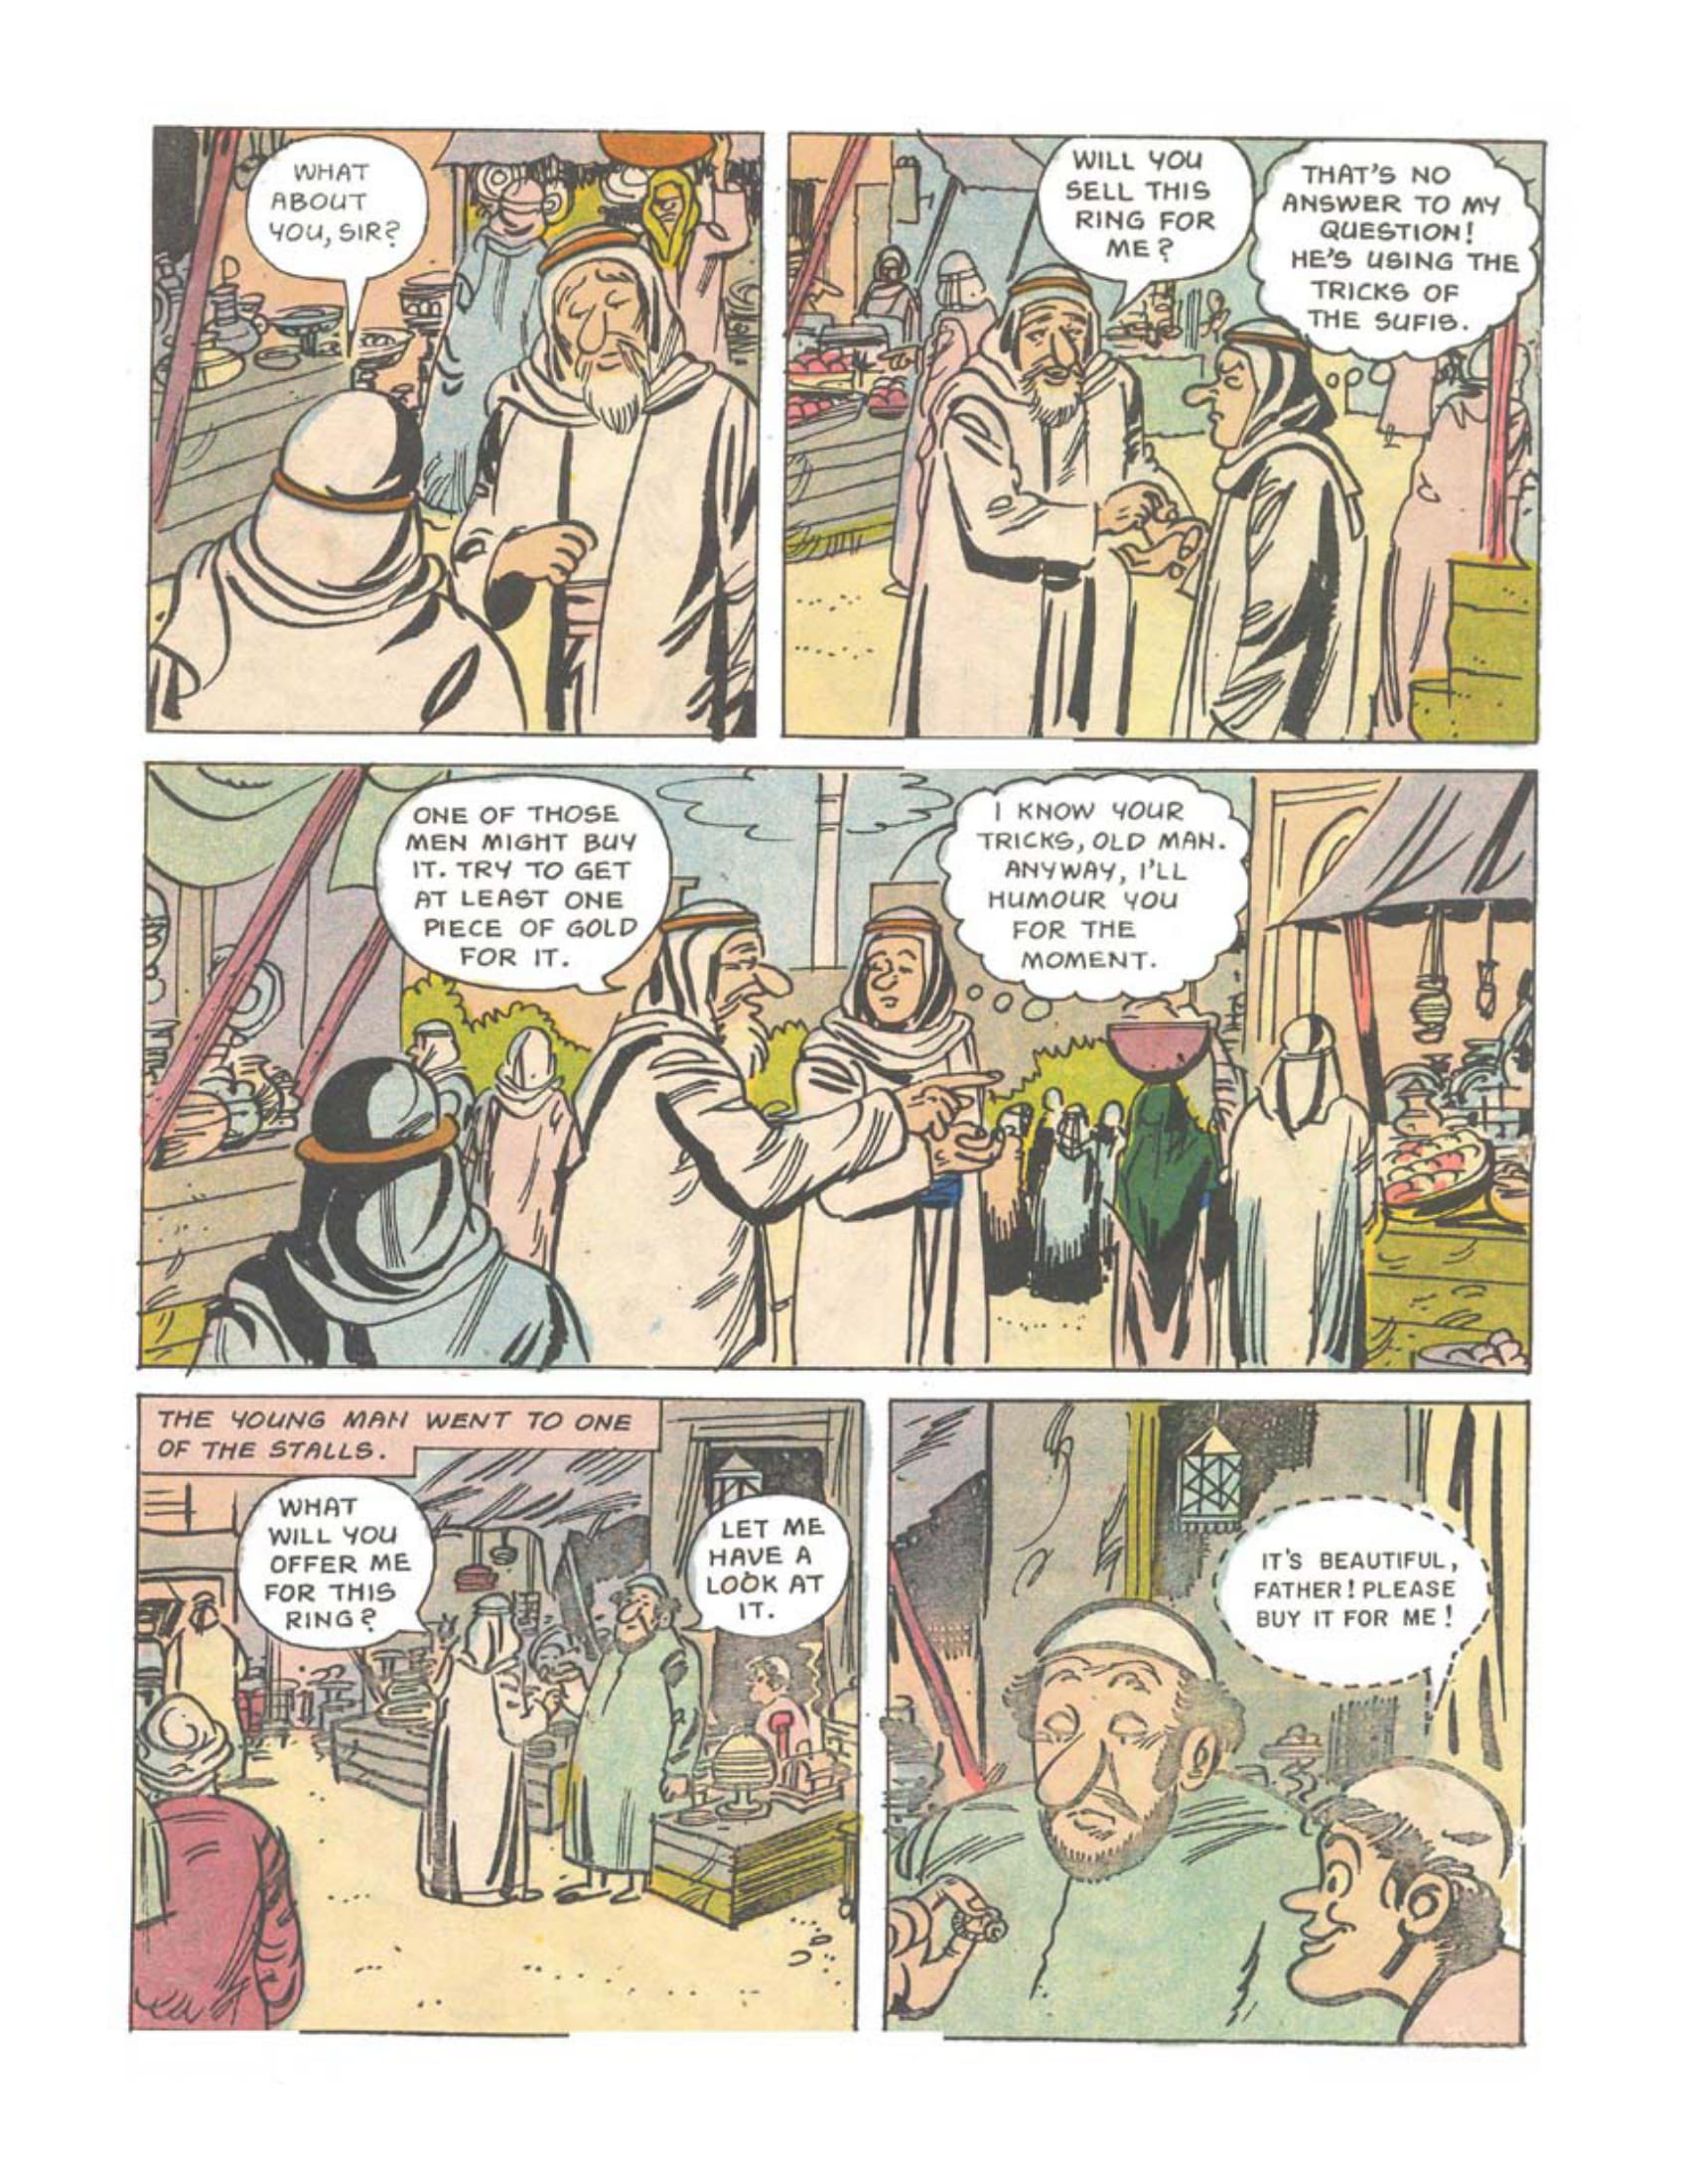 WHAT
ABOUT
YOU, SIR?
WILL YOU
SELL THIS
RING FOR
ME?
THAT'S NO
ANSWER TO MY
QUESTION!
HE'S USING THE
TRICKS OF
THE SUFIS.
ONE OF THOSE
MEN MIGHT BUY
IT. TRY TO GET
AT LEAST ONE
PIECE OF GOLD
FOR IT.
I KNOW YOUR
TRICKS, OLD MAN.
ANYWAY, I'LL
HUMOUR YOU
FOR THE
MOMENT.
THE YOUNG MAN WENT TO ONE
OF THE STALLS.
WHAT
WILL YOU
OFFER ME
FOR THIS
RING?
LET ME
HAVE A
LOOK AT
IT.
IT'S BEAUTIFUL,
FATHER! PLEASE
BUY IT FOR ME!